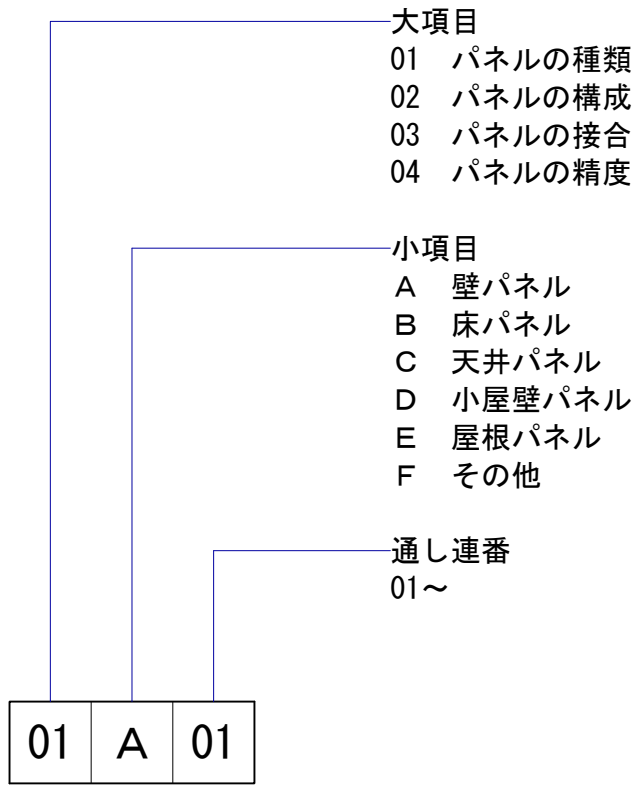 大項目
01 パネルの種類
02 パネルの構成
03 パネルの接合
04 パネルの精度
小項目
A 壁パネル
B 床パネル
C 天井パネル
D 小屋壁パネル
E 屋根パネル
F その他
通し連番
01～
01 A 01